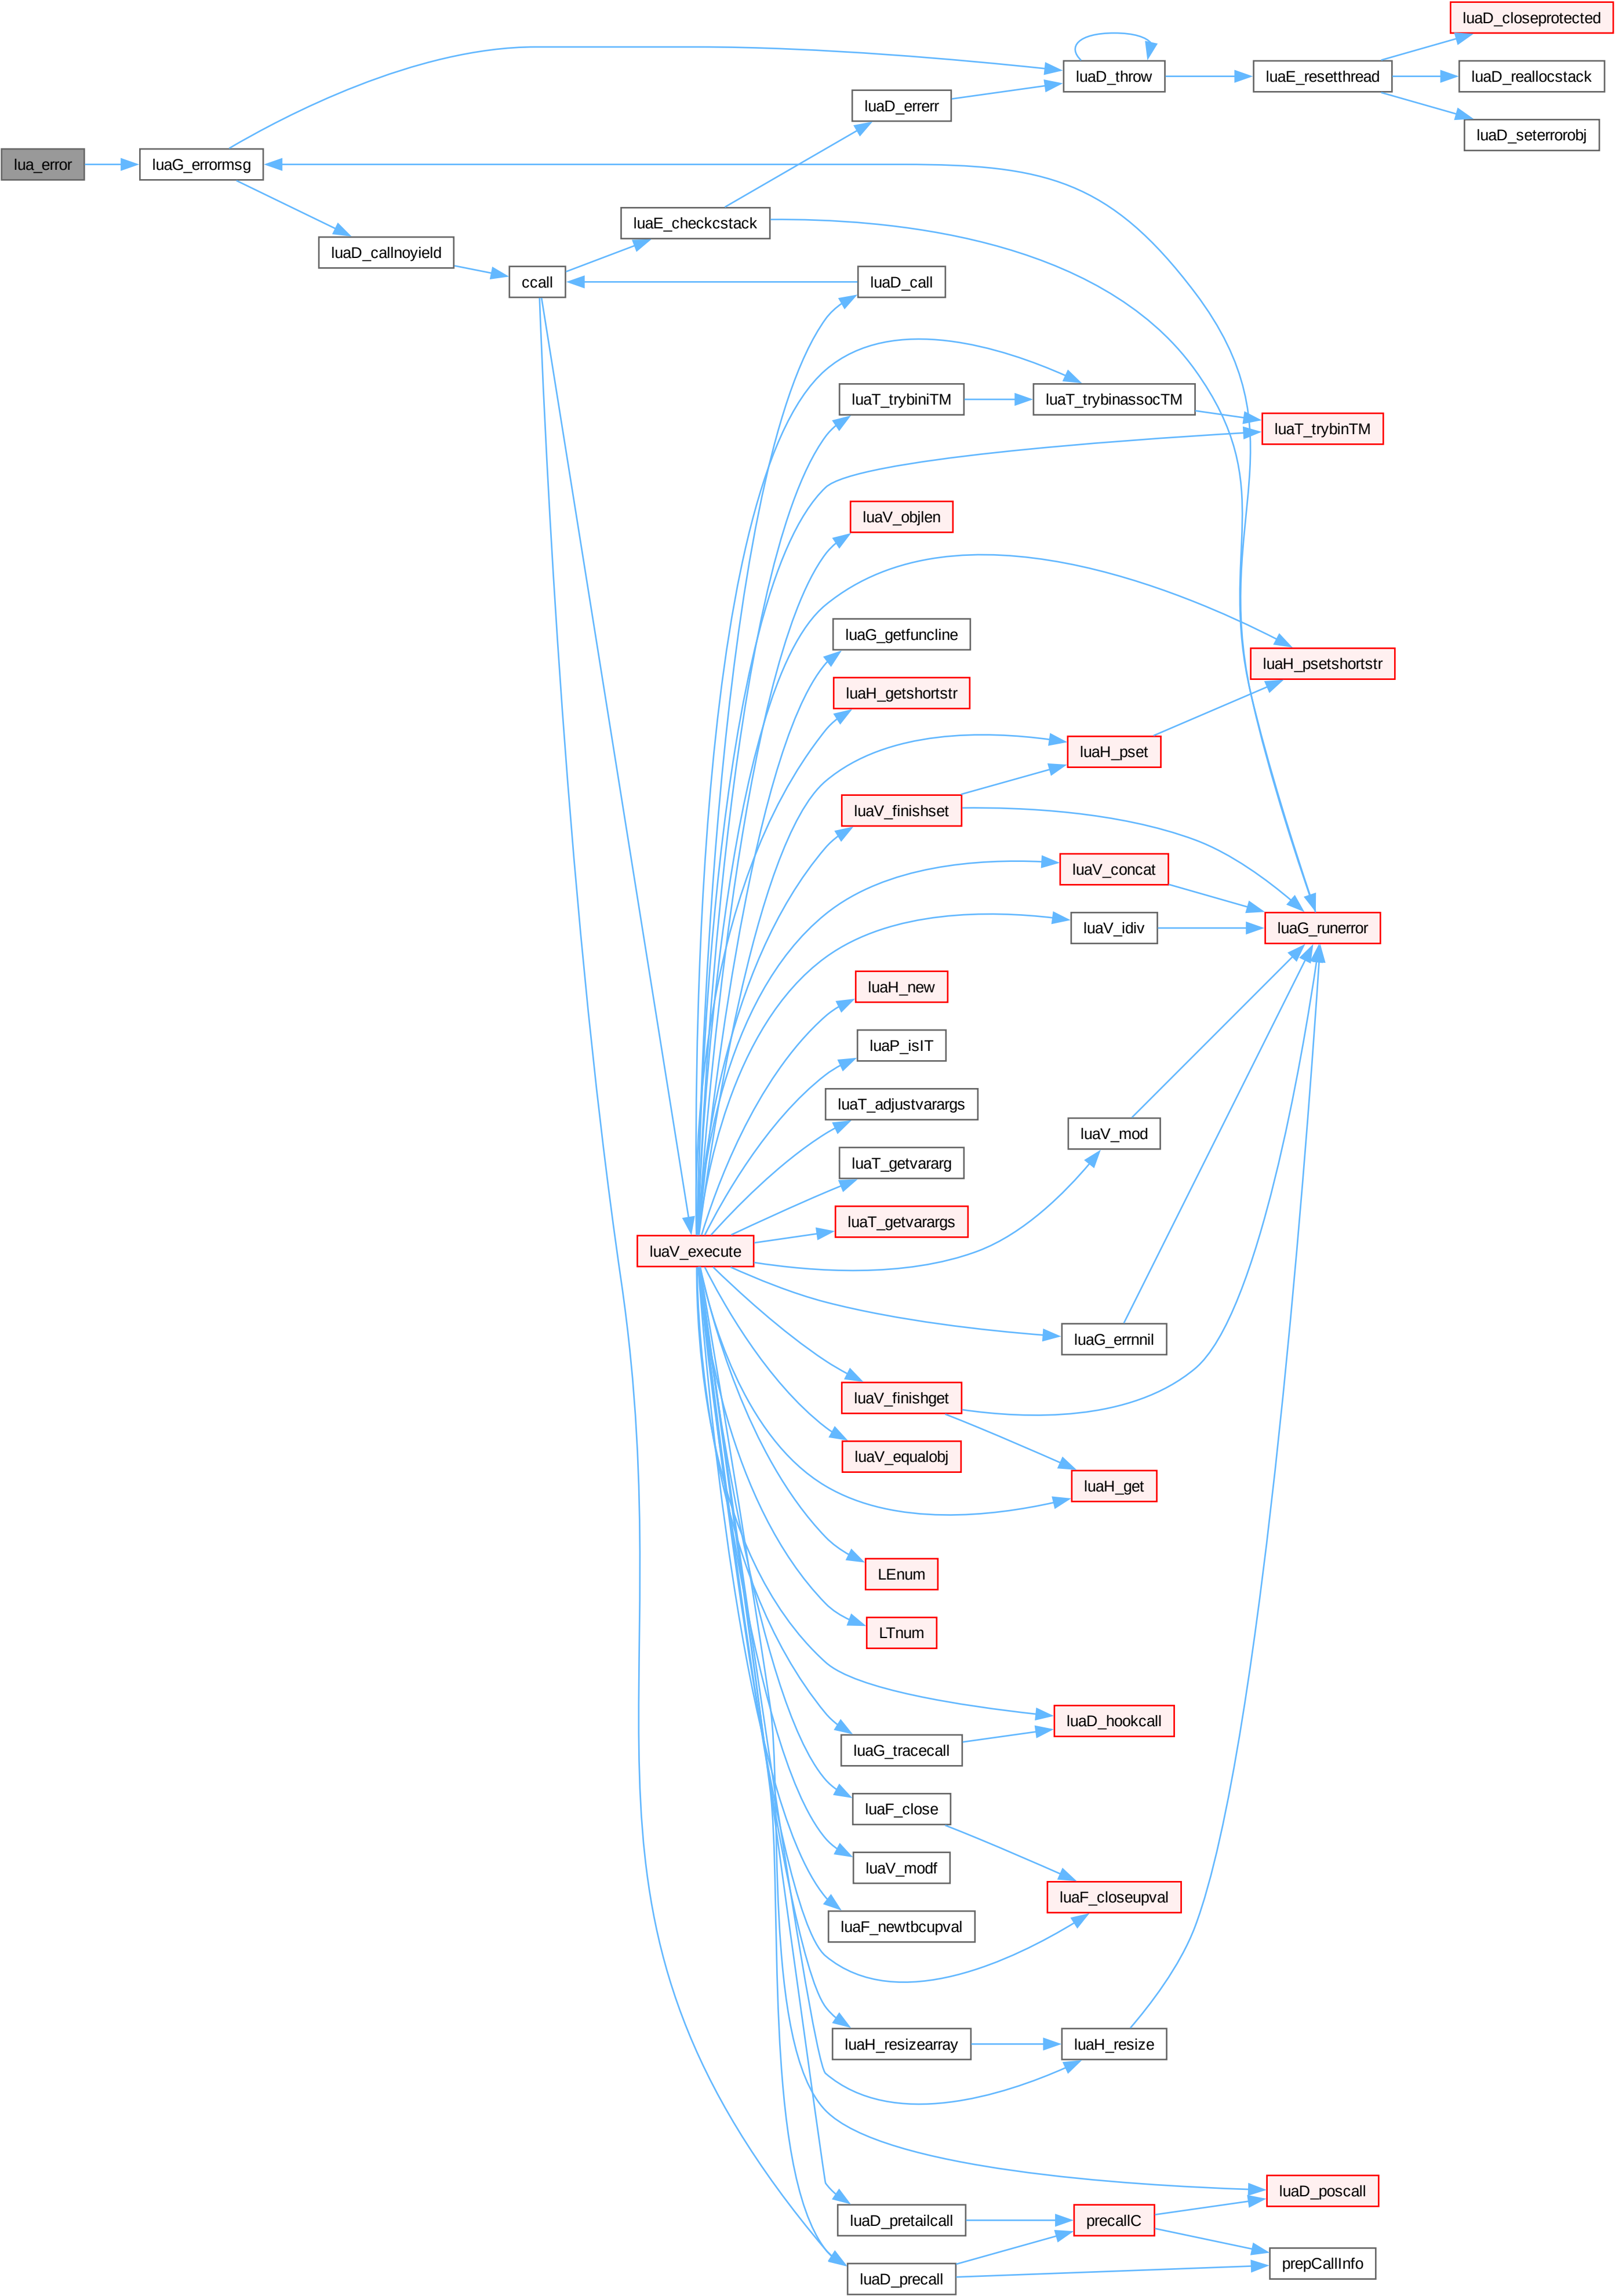 luaD_closeprotected
luaD_throw
luaE_resetthread
luaD_reallocstack
luaD_errerr
luaD_seterrorobj
lua_error
luaG_errormsg
luaE_checkcstack
luaD_callnoyield
ccall
luaD_call
luaT_trybiniTM
luaT_trybinassocTM
luaT_trybinTM
luaV_objlen
luaG_getfuncline
luaH_psetshortstr
luaH_getshortstr
luaH_pset
luaV_finishset
luaV_concat
luaV_idiv
luaG_runerror
luaH_new
luaP_isIT
luaT_adjustvarargs
luaV_mod
luaT_getvararg
luaT_getvarargs
luaV_execute
luaG_errnnil
luaV_finishget
luaV_equalobj
luaH_get
LEnum
LTnum
luaD_hookcall
luaG_tracecall
luaF_close
luaV_modf
luaF_closeupval
luaF_newtbcupval
luaH_resizearray
luaH_resize
luaD_poscall
luaD_pretailcall
precallC
prepCallInfo
luaD_precall